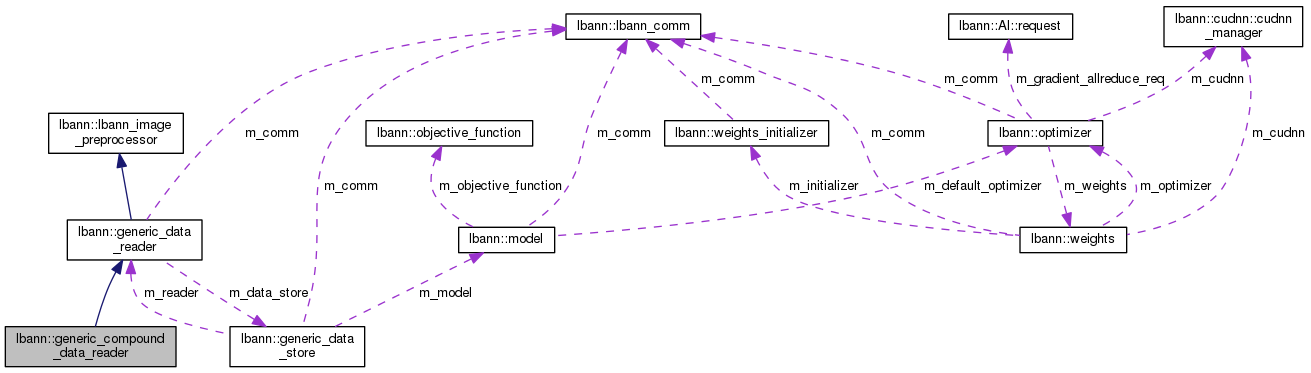 lbann::lbann_comm
lbann::Al::request
lbann::cudnn::cudnn
_manager
m_comm
m_gradient_allreduce_req
m_cudnn
lbann::lbann_image
_preprocessor
m_comm
lbann::objective_function
m_comm
lbann::weights_initializer
m_comm
lbann::optimizer
m_cudnn
m_comm
m_objective_function
m_initializer
m_default_optimizer
m_weights
m_optimizer
lbann::generic_data
_reader
lbann::model
lbann::weights
m_reader
m_data_store
m_model
lbann::generic_compound
_data_reader
lbann::generic_data
_store